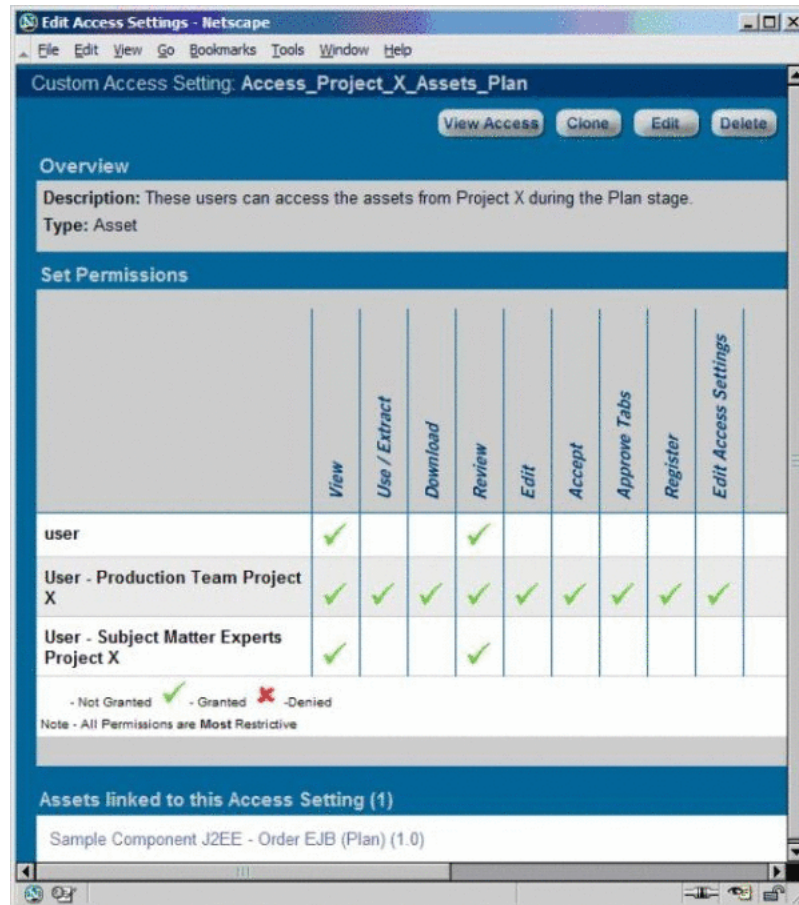 Edit Access Settings - Netscape
File Edit View Go Bookmarks Tools Window Help
Custom Access Setting: Access_Project_X_Assets_Plan
View Access Clone Edit Delete
Overview
Description: These users can access the assets from Project X during the Plan stage.
Type: Asset
Set Permissions
View Use / Extract Download Review Edit Accept Approve Tabs Register Edit Access Settings
user
User - Production Team Project
X
User - Subject Matter Experts
Project X
- Not Granted - Granted -Denied
Note - All Permissions are Most Restrictive
Assets linked to this Access Setting (1)
Sample Component J2EE - Order EJB (Plan) (1.0)